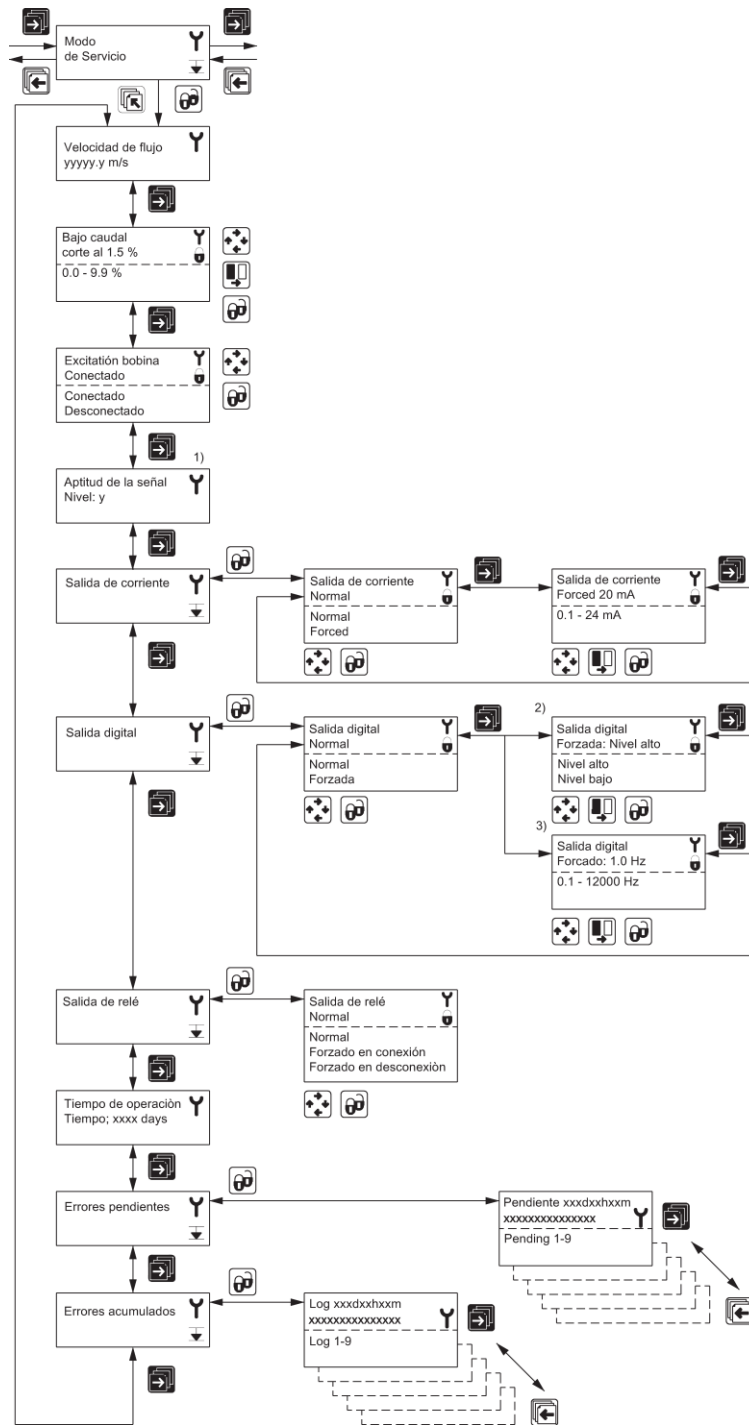 Modo
de Servicio
Velocidad de flujo
yyyyy.y m/s
Bajo caudal
corte al 1.5 %
0.0 - 9.9 %
Excitatión bobina
Conectado
Conectado
Desconectado
1)
Aptitud de la señal
Nivel: y
Salida de corriente
Salida de corriente
Normal
Normal
Forced
Salida de corriente
Forced 20 mA
0.1 - 24 mA
Salida digital
Salida digital
Normal
Normal
Forzada
2)
Salida digital
Forzada: Nivel alto
Nivel alto
Nivel bajo
3)
Salida digital
Forcado: 1.0 Hz
0.1 - 12000 Hz
Salida de relé
Salida de relé
Normal
Normal
Forzado en conexión
Forzado en desconexiòn
Tiempo de operaciòn
Tiempo; xxxx days
Errores pendientes
Pendiente xxxdxxhxxm
xxxxxxxxxxxxxxx
Pending 1-9
Errores acumulados
Log xxxdxxhxxm
xxxxxxxxxxxxxxx
Log 1-9